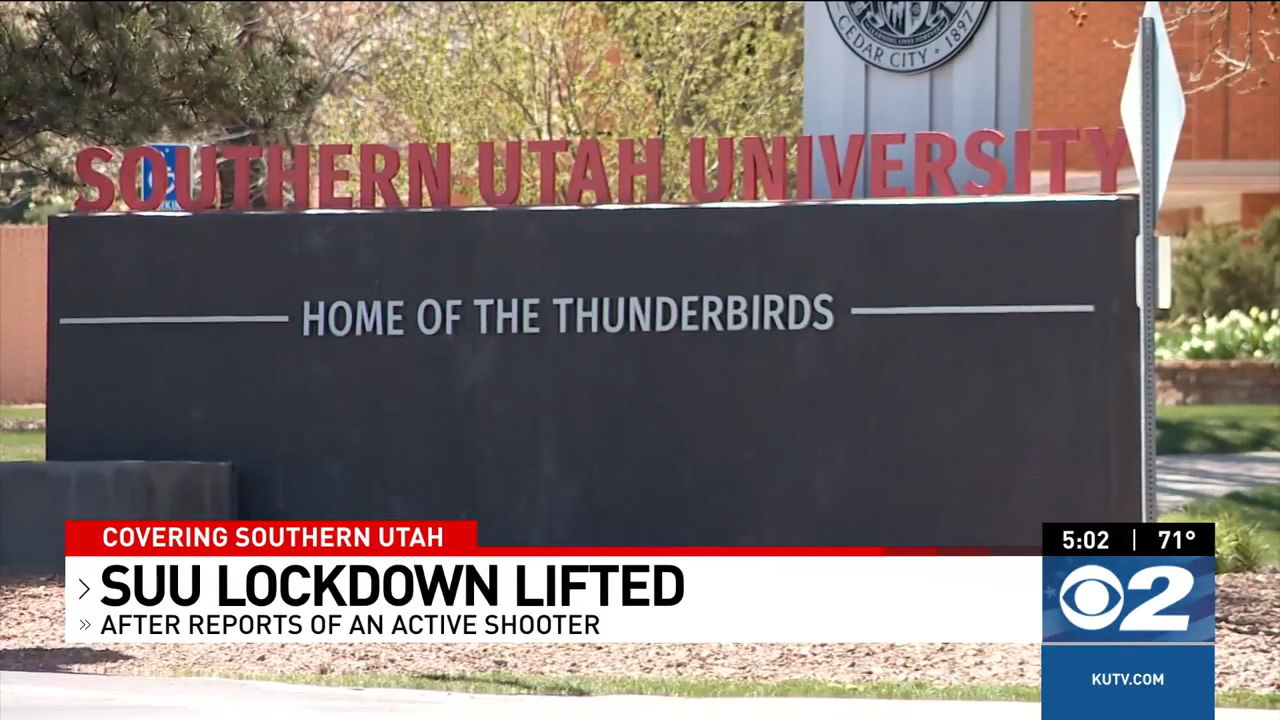 CEDAR CITY • 1897
SOUTHERN UTAH UNIVERSITY
HOME OF THE THUNDERBIRDS
COVERING SOUTHERN UTAH
SUU LOCKDOWN LIFTED
AFTER REPORTS OF AN ACTIVE SHOOTER
5:02 | 71°
2
KUTV.COM